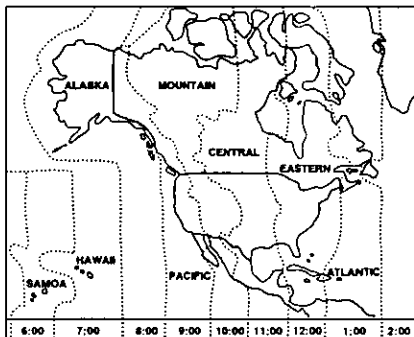 ALASKA MOUNTAIN
CENTRAL
EASTERN
HAWAII
SAMOA
PACIFIC
ATLANTIC
6:00 7:00 8:00 9:00 10:00 11:00 12:00 1:00 2:00